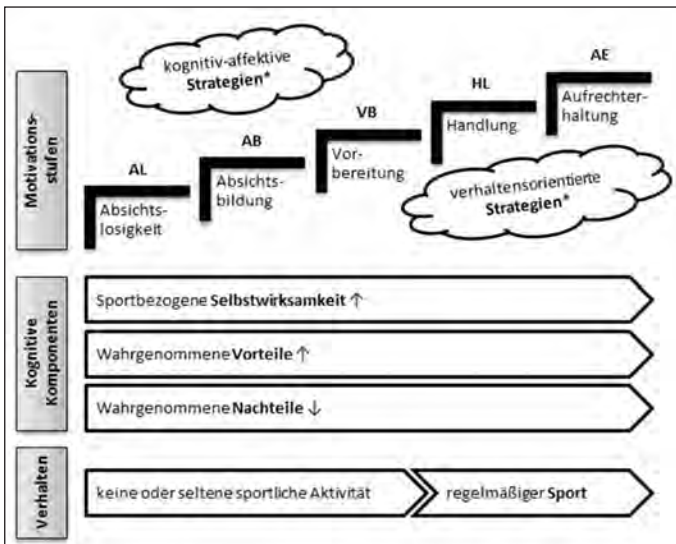 Motivations-
stufen
kognitiv-affektive
Strategien*
AL
Absichts-
losigkeit
AB
Absichts-
bildung
VB
Vor-
bereitung
HL
Handlung
AE
Aufrechter-
haltung
verhaltensorientierte
Strategien*
Kognitive
Komponenten
Sportbezogene Selbstwirksamkeit ↑
Wahrgenommene Vorteile ↑
Wahrgenommene Nachteile ↓
Verhalten
keine oder seltene sportliche Aktivität
regelmäßiger Sport